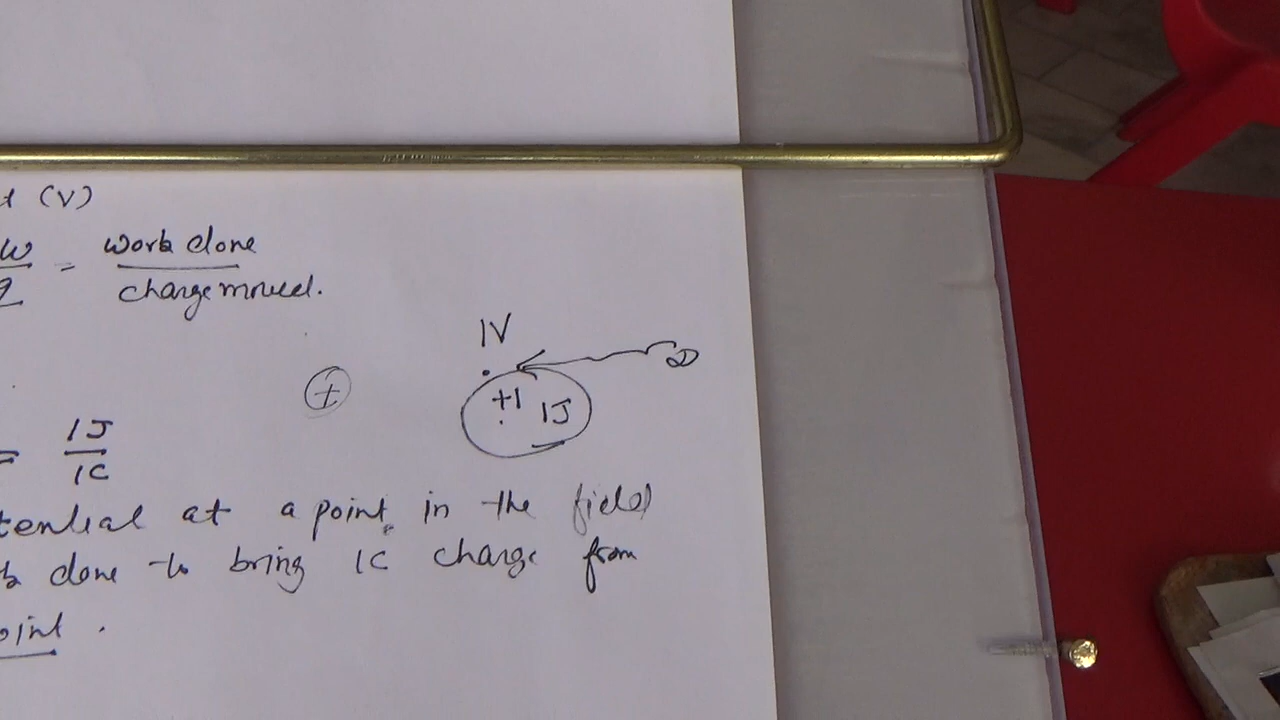 (V)
W = work done
2 charge moved.
1V
∞
+
+1 1J
= 1J
1C
tential at a point in the field
done to bring 1C charge from
oint.